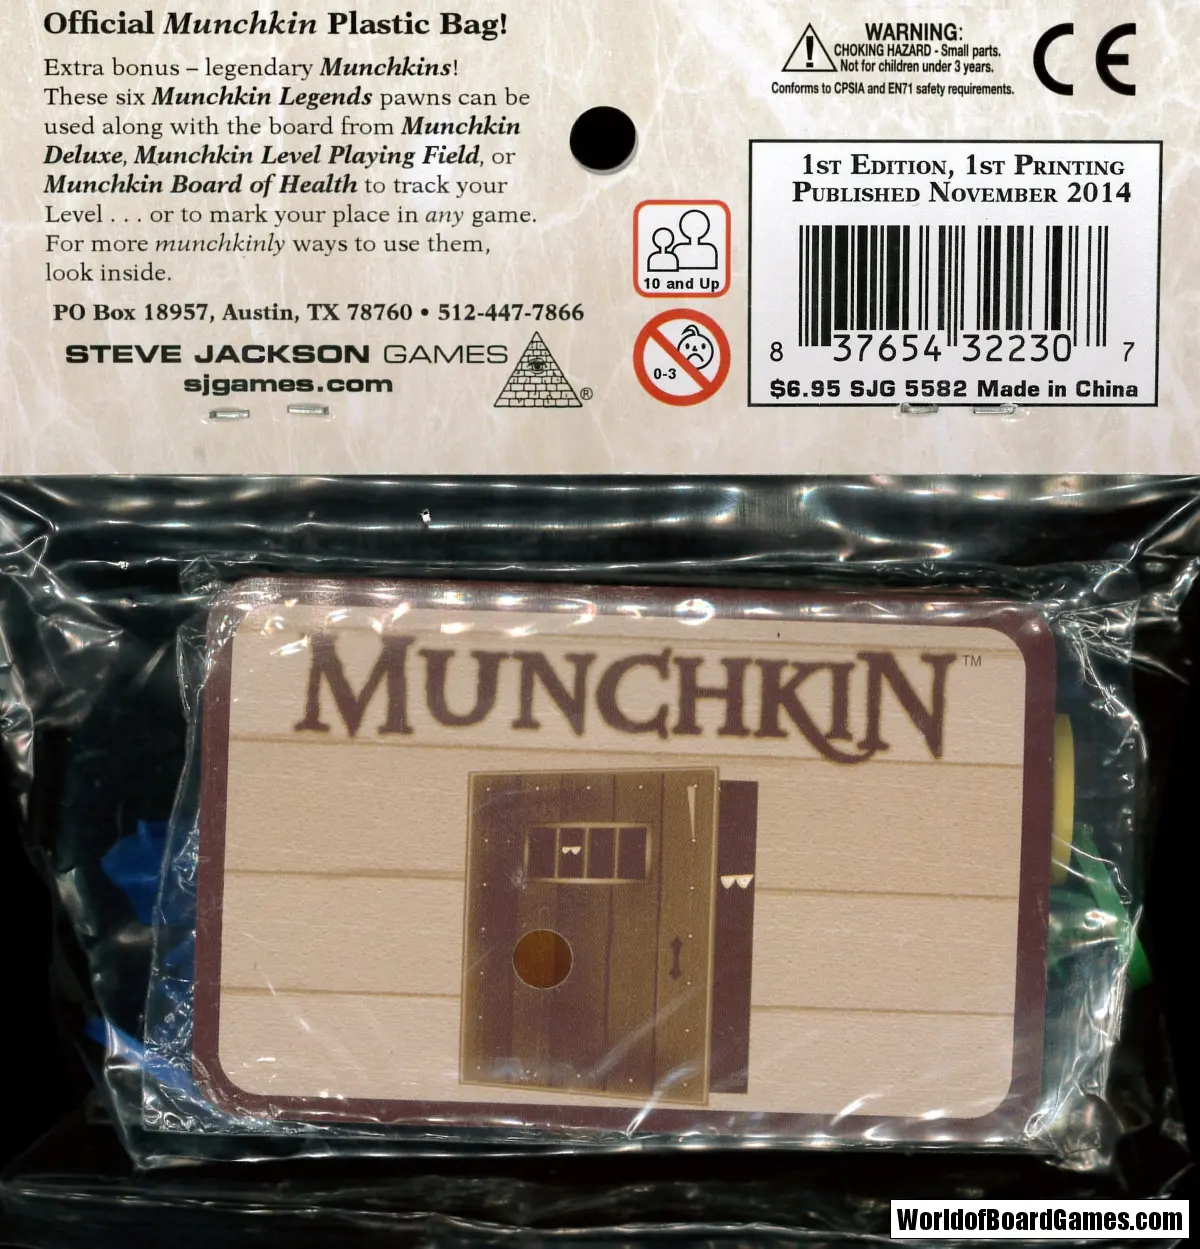 Official Munchkin Plastic Bag!
Extra bonus – legendary Munchkins!
These six Munchkin Legends pawns can be
used along with the board from Munchkin
Deluxe, Munchkin Level Playing Field, or
Munchkin Board of Health to track your
Level . . . or to mark your place in any game.
For more munchkinly ways to use them,
look inside.
PO Box 18957, Austin, TX 78760 • 512-447-7866
STEVE JACKSON GAMES
sjgames.com
®
WARNING:
CHOKING HAZARD - Small parts.
Not for children under 3 years.
Conforms to CPSIA and EN71 safety requirements.
CE
10 and Up
0-3
1st Edition, 1st Printing
Published November 2014
8 37654 32230 7
$6.95 SJG 5582 Made in China
MUNCHKIN™
WorldofBoardGames.com